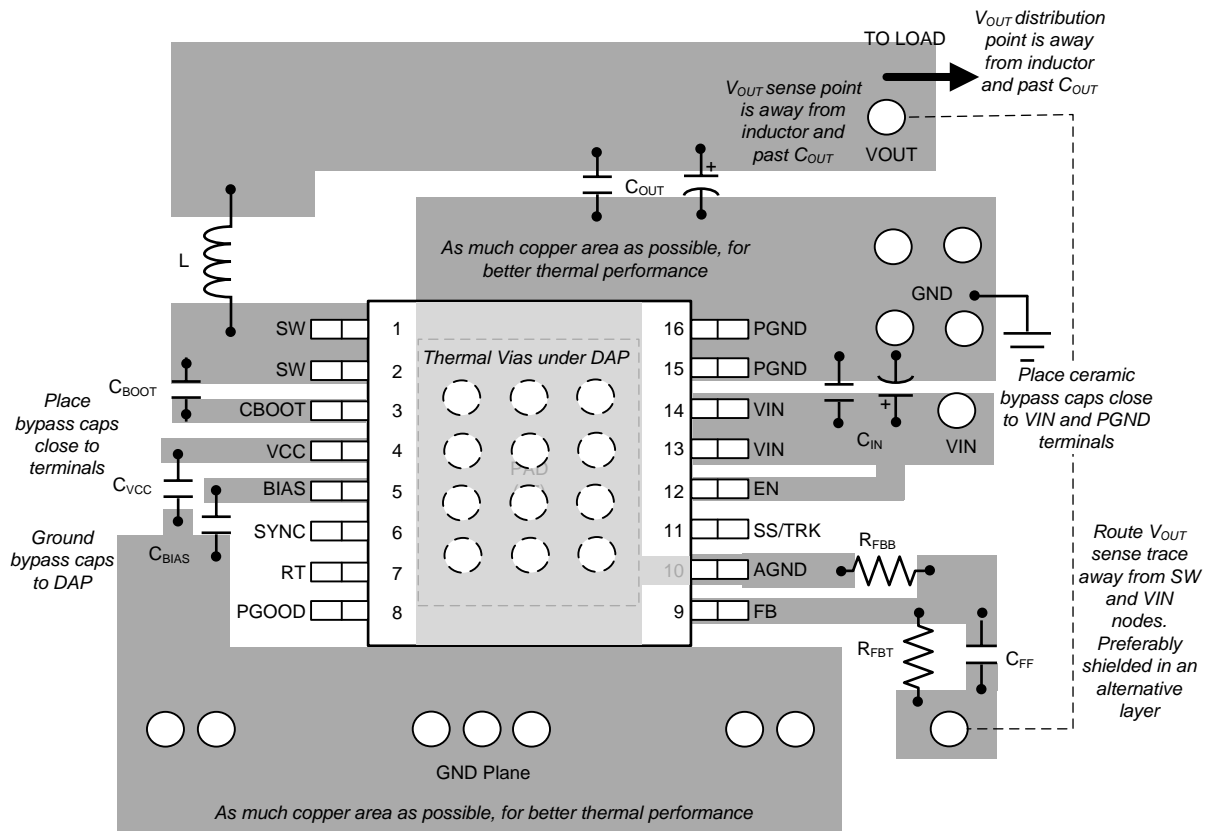 TO LOAD
VOUT distribution
point is away
from inductor
and past COUT
VOUT sense point
is away from
inductor and
past COUT
VOUT
COUT
+
L
As much copper area as possible, for
better thermal performance
GND
SW
1
16
PGND
SW
2
15
PGND
Thermal Vias under DAP
CBOOT
CBOOT
3
14
VIN
Place
bypass caps
close to
terminals
VCC
4
13
VIN
CIN
+
VIN
Place ceramic
bypass caps close
to VIN and PGND
terminals
PAD
CVCC
BIAS
5
12
EN
SYNC
6
11
SS/TRK
CBIAS
Ground
bypass caps
to DAP
RT
7
10
AGND
RFBB
PGOOD
8
9
FB
RFBT
CFF
Route VOUT
sense trace
away from SW
and VIN
nodes.
Preferably
shielded in an
alternative
layer
GND Plane
As much copper area as possible, for better thermal performance